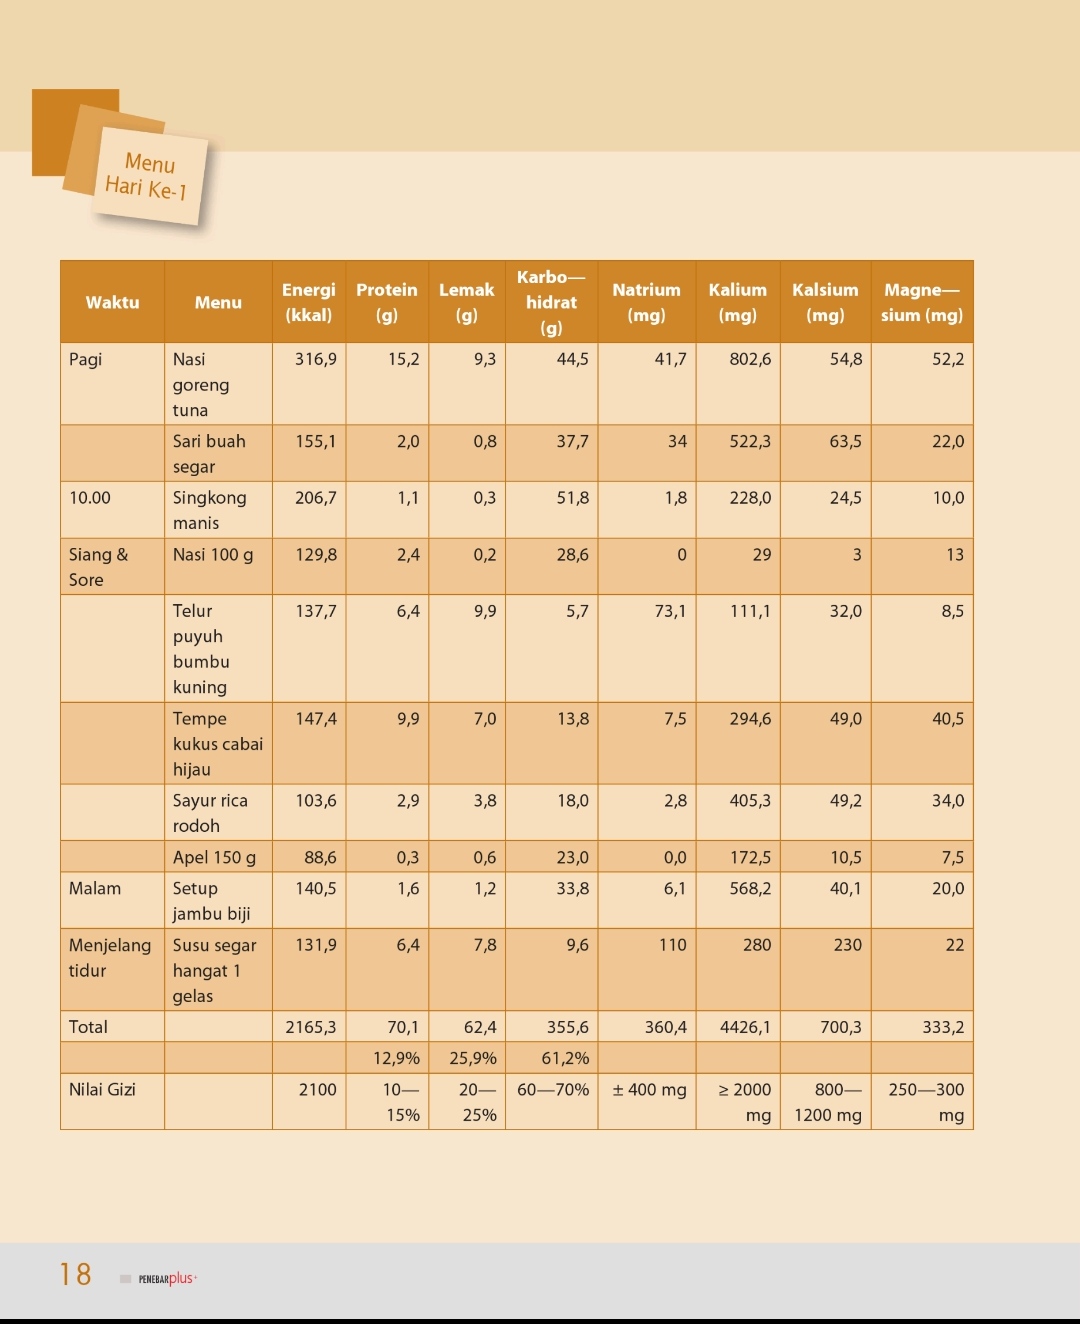 Menu
Hari Ke-1
Waktu Menu Energi (kkal) Protein (g) Lemak (g) Karbo—hidrat (g) Natrium (mg) Kalium (mg) Kalsium (mg) Magne—sium (mg)
Pagi Nasi goreng tuna 316,9 15,2 9,3 44,5 41,7 802,6 54,8 52,2
Sari buah segar 155,1 2,0 0,8 37,7 34 522,3 63,5 22,0
10.00 Singkong manis 206,7 1,1 0,3 51,8 1,8 228,0 24,5 10,0
Siang & Sore Nasi 100 g 129,8 2,4 0,2 28,6 0 29 3 13
Telur puyuh bumbu kuning 137,7 6,4 9,9 5,7 73,1 111,1 32,0 8,5
Tempe kukus cabai hijau 147,4 9,9 7,0 13,8 7,5 294,6 49,0 40,5
Sayur rica rodoh 103,6 2,9 3,8 18,0 2,8 405,3 49,2 34,0
Apel 150 g 88,6 0,3 0,6 23,0 0,0 172,5 10,5 7,5
Malam Setup jambu biji 140,5 1,6 1,2 33,8 6,1 568,2 40,1 20,0
Menjelang tidur Susu segar hangat 1 gelas 131,9 6,4 7,8 9,6 110 280 230 22
Total 2165,3 70,1 62,4 355,6 360,4 4426,1 700,3 333,2
12,9% 25,9% 61,2%
Nilai Gizi 2100 10—15% 20—25% 60—70% ± 400 mg ≥ 2000 mg 800—1200 mg 250—300 mg
18 PENEBARplus+